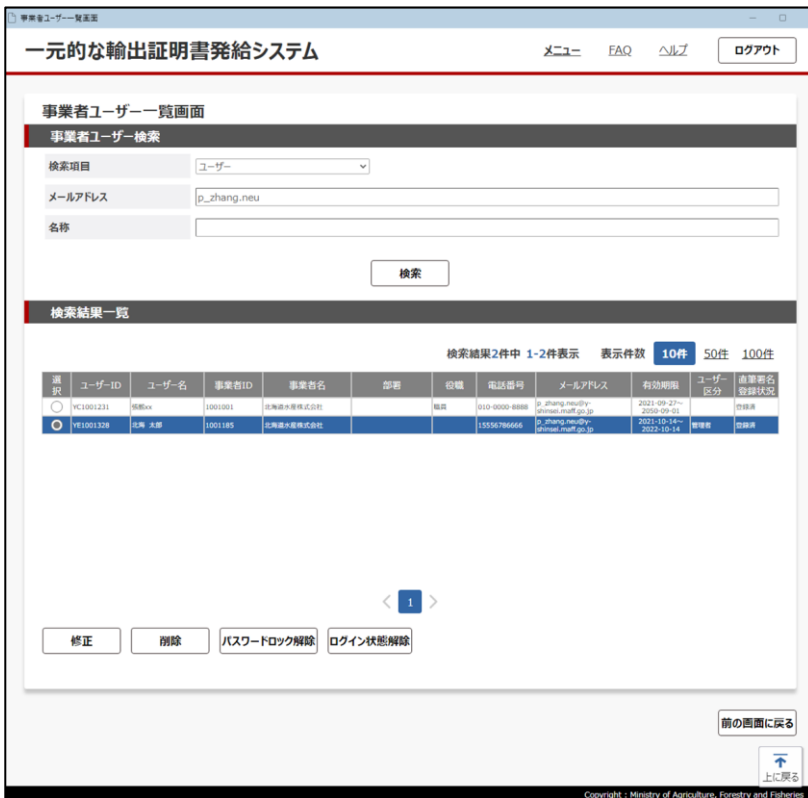 事業者ユーザー一覧画面
一元的な輸出証明書発給システム
メニュー FAQ ヘルプ ログアウト
事業者ユーザー一覧画面
事業者ユーザー検索
検索項目 ユーザー
メールアドレス p_zhang.neu
名称
検索
検索結果一覧
検索結果2件中 1-2件表示 表示件数 10件 50件 100件
選択 ユーザーID ユーザー名 事業者ID 事業者名 部署 役職 電話番号 メールアドレス 有効期限 ユーザー区分 直筆署名登録状況
YC1001231 xx 1001001 北海道水産株式会社 職員 010-0000-8888 p_zhang.neu@y-shinsei.maff.go.jp 2021-09-27～2050-09-01 登録済
YE1001328 北海 太郎 1001185 北海道水産株式会社 15556786666 p_zhang.neu@y-shinsei.maff.go.jp 2021-10-14～2022-10-14 管理者 登録済
1
修正 削除 パスワードロック解除 ログイン状態解除
前の画面に戻る
上に戻る
Copyright : Ministry of Agriculture, Forestry and Fisheries